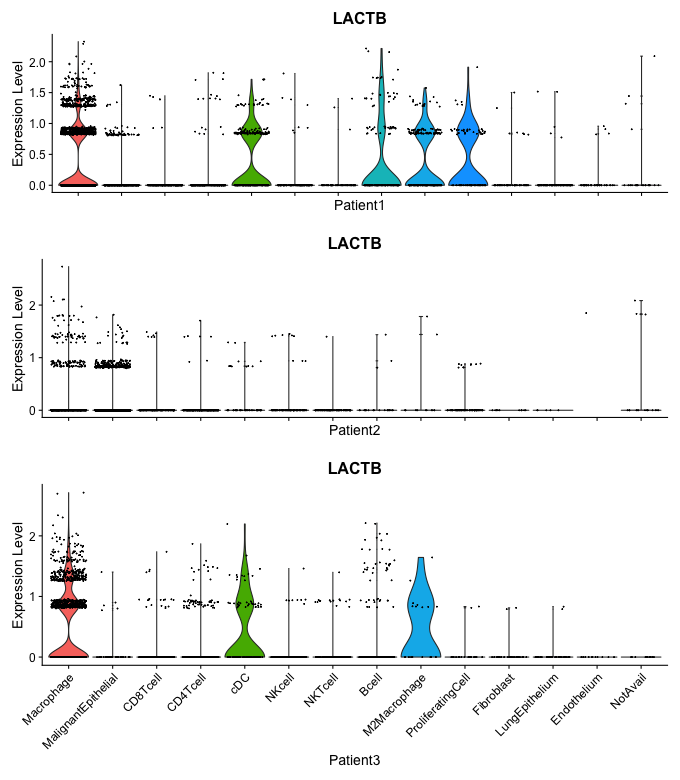 LACTB
Expression Level
2.0
1.5
1.0
0.5
0.0
Patient1
LACTB
Expression Level
2
1
0
Patient2
LACTB
Expression Level
2
1
0
Macrophage
MalignantEpithelial
CD8Tcell
CD4Tcell
cDC
NKcell
NKTcell
Bcell
M2Macrophage
ProliferatingCell
Fibroblast
LungEpithelium
Endothelium
NotAvail
Patient3